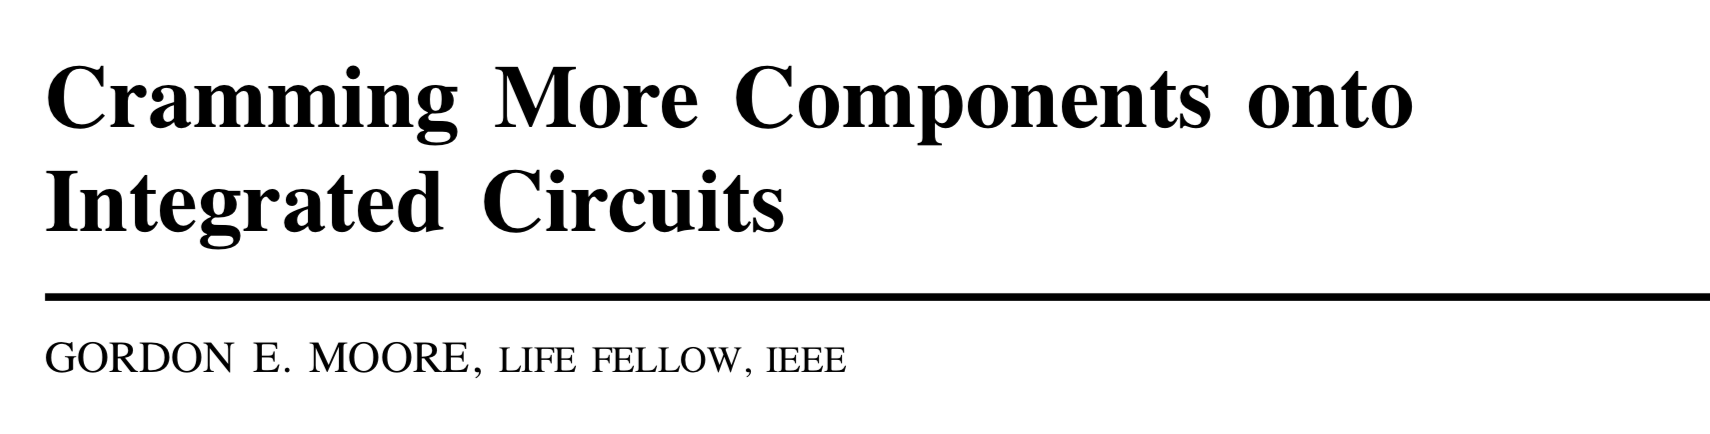 Cramming More Components onto
Integrated Circuits
GORDON E. MOORE, LIFE FELLOW, IEEE